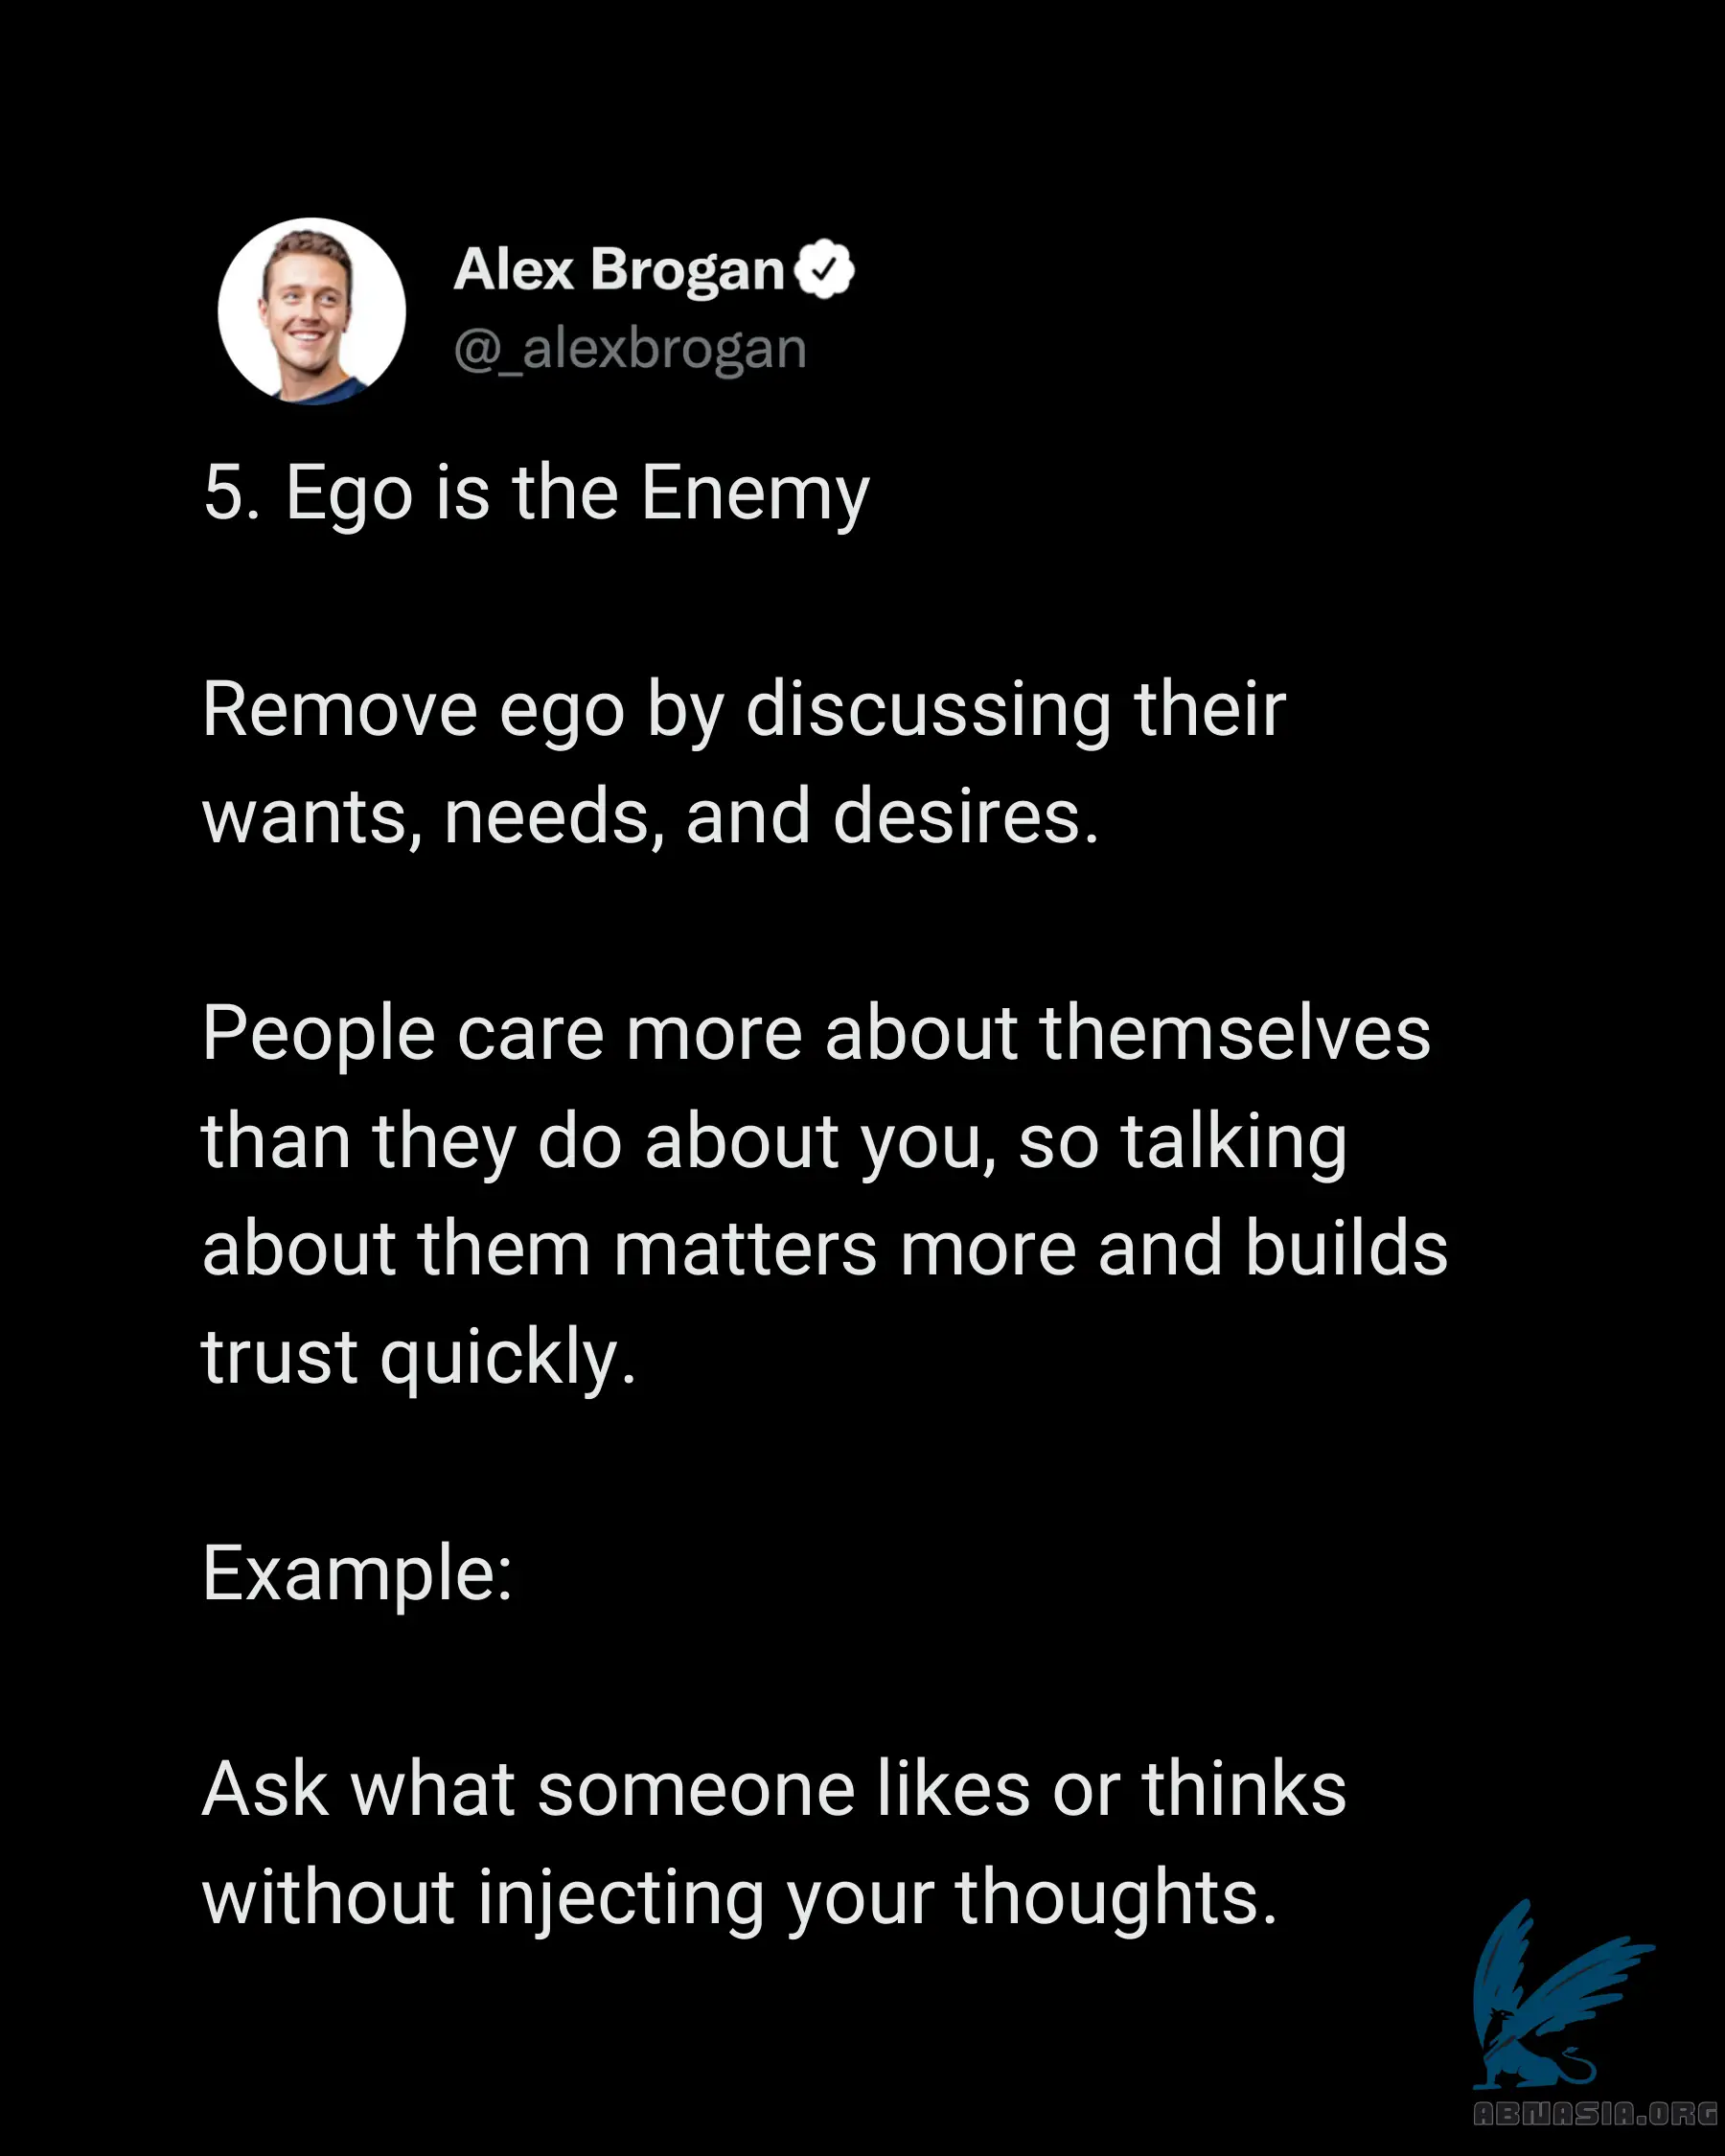 Alex Brogan
@_alexbrogan
5. Ego is the Enemy
Remove ego by discussing their
wants, needs, and desires.
People care more about themselves
than they do about you, so talking
about them matters more and builds
trust quickly.
Example:
Ask what someone likes or thinks
without injecting your thoughts.
ABNASIA.ORG